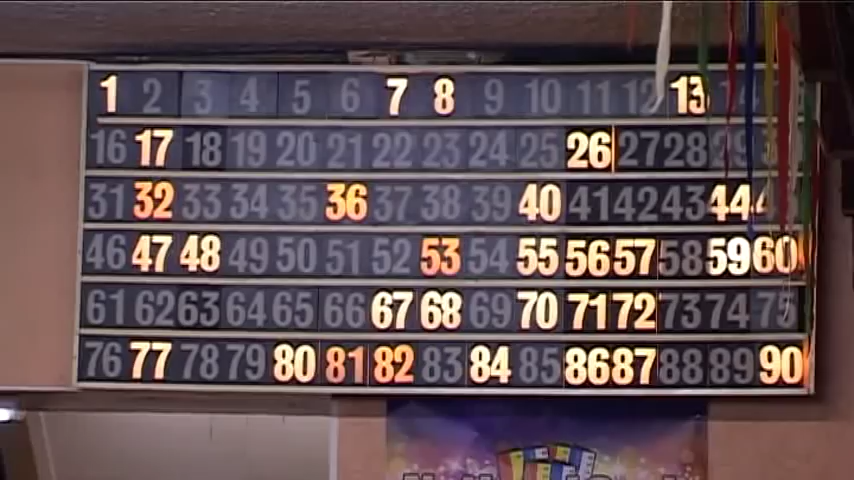 1 2 3 4 5 6 7 8 9 10 11 12 13 14
16 17 18 19 20 21 22 23 24 25 26 27 28 29
31 32 33 34 35 36 37 38 39 40 41 42 43 44
46 47 48 49 50 51 52 53 54 55 56 57 58 59 60
61 62 63 64 65 66 67 68 69 70 71 72 73 74 75
76 77 78 79 80 81 82 83 84 85 86 87 88 89 90